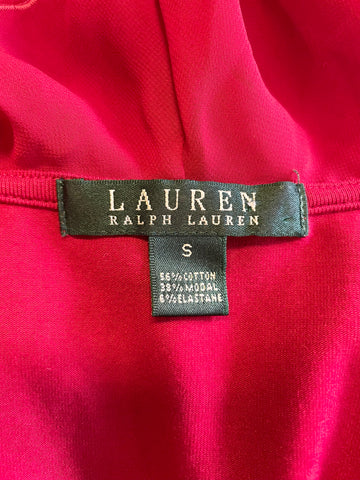 LAUREN
RALPH LAUREN
S
56% COTTON
38% MODAL
6% ELASTANE